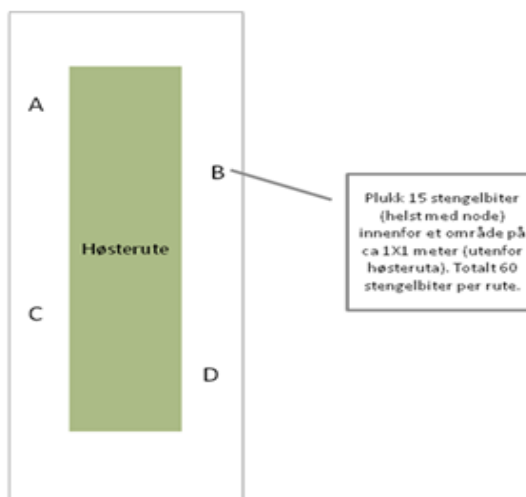 A
B
Høsterute
C
D
Plukk 15 stengelbiter
(helst med node)
innenfor et område på
ca 1X1 meter (utenfor
høsteruta). Totalt 60
stengelbiter per rute.